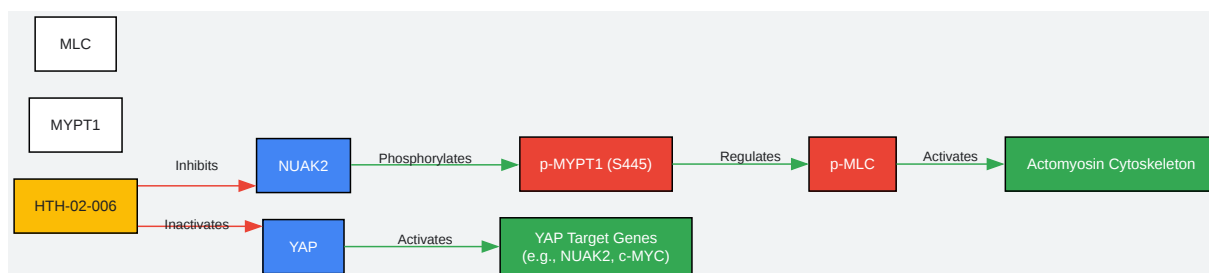 MLC
MYPT1
HTH-02-006
Inhibits
NUAK2
Phosphorylates
p-MYPT1 (S445)
Regulates
p-MLC
Activates
Actomyosin Cytoskeleton
Inactivates
YAP
Activates
YAP Target Genes
(e.g., NUAK2, c-MYC)